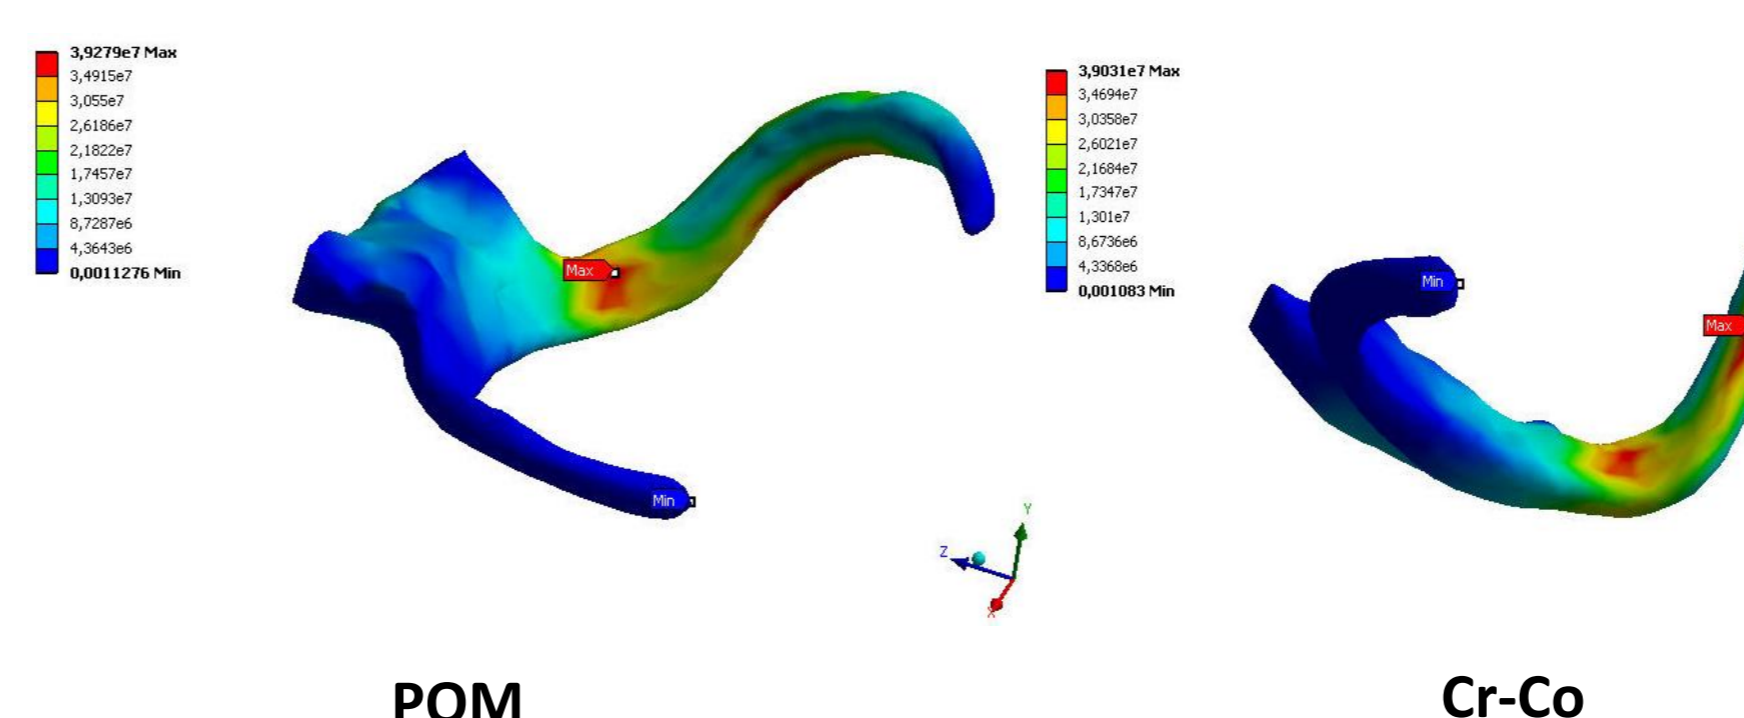 3,9279e7 Max
3,4915e7
3,055e7
2,6186e7
2,1822e7
1,7457e7
1,3093e7
8,7287e6
4,3643e6
0,0011276 Min
Max
Min
3,9031e7 Max
3,4694e7
3,0358e7
2,6021e7
2,1684e7
1,7347e7
1,301e7
8,6736e6
4,3368e6
0,001083 Min
Min
Max
Y
Z
X
POM
Cr-Co